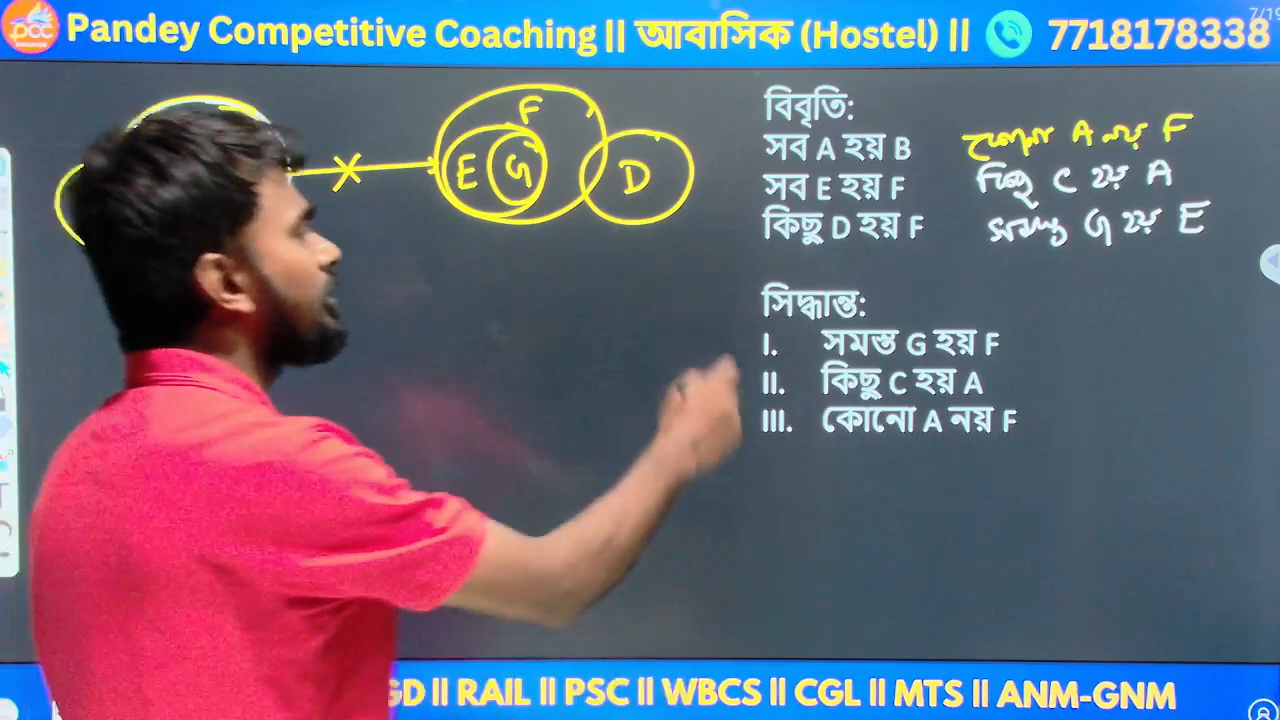 pcc
Pandey Competitive Coaching || আবাসিক (Hostel) || 7718178338
F
E G D
বিবৃতি:
সব A হয় B
সব E হয় F
কিছু D হয় F
কোনো A নয় F
কিছু C হয় A
সমস্ত G হয় E
সিদ্ধান্ত:
I. সমস্ত G হয় F
II. কিছু C হয় A
III. কোনো A নয় F
GD || RAIL || PSC || WBCS || CGL || MTS || ANM-GNM